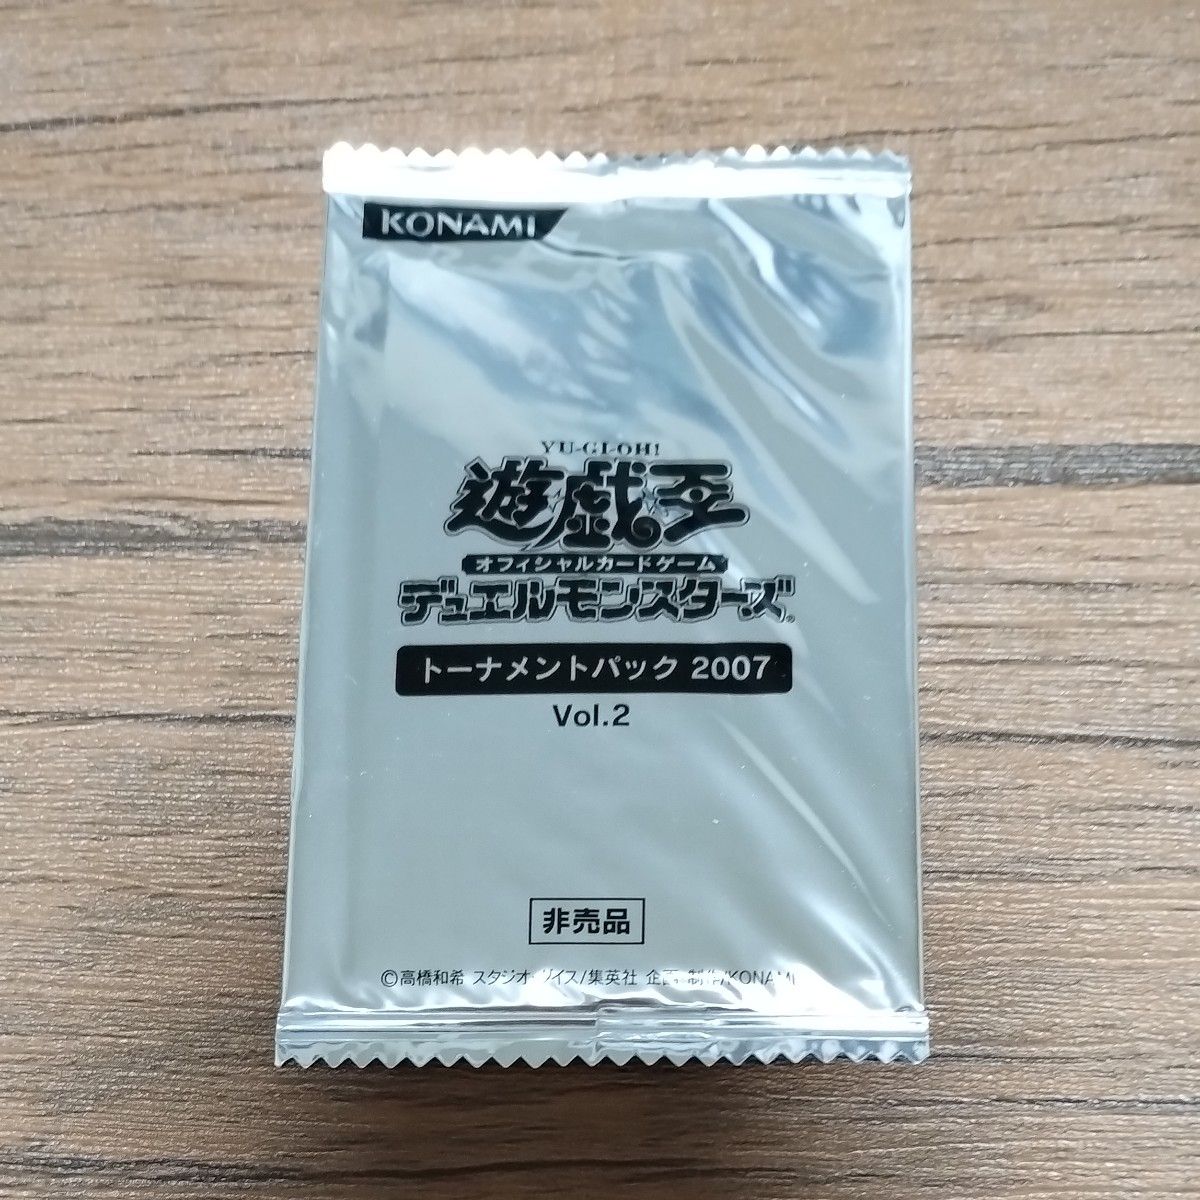 KONAMI
YU-GI-OH!
遊戯王
オフィシャルカードゲーム
デュエルモンスターズ®
トーナメントパック 2007
Vol.2
非売品
©高橋和希 スタジオ・ダイス/集英社 企画・制作/KONAMI